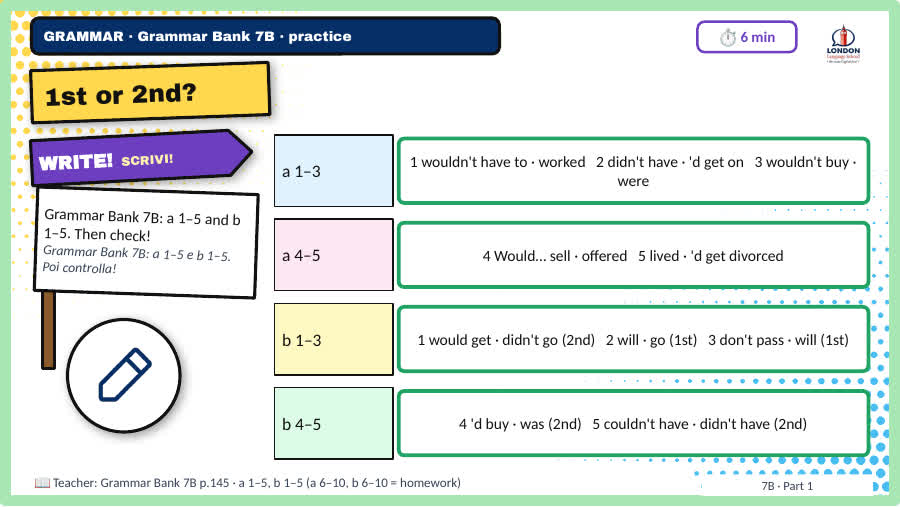 GRAMMAR · Grammar Bank 7B · practice
⏱️ 6 min
LONDON
1st or 2nd?
WRITE! SCRIVI!
Grammar Bank 7B: a 1–5 and b
1–5. Then check!
Grammar Bank 7B: a 1–5 e b 1–5.
Poi controlla!
a 1–3
1 wouldn't have to · worked 2 didn't have · 'd get on 3 wouldn't buy ·
were
a 4–5
4 Would... sell · offered 5 lived · 'd get divorced
b 1–3
1 would get · didn't go (2nd) 2 will · go (1st) 3 don't pass · will (1st)
b 4–5
4 'd buy · was (2nd) 5 couldn't have · didn't have (2nd)
📖 Teacher: Grammar Bank 7B p.145 · a 1–5, b 1–5 (a 6–10, b 6–10 = homework)
7B · Part 1